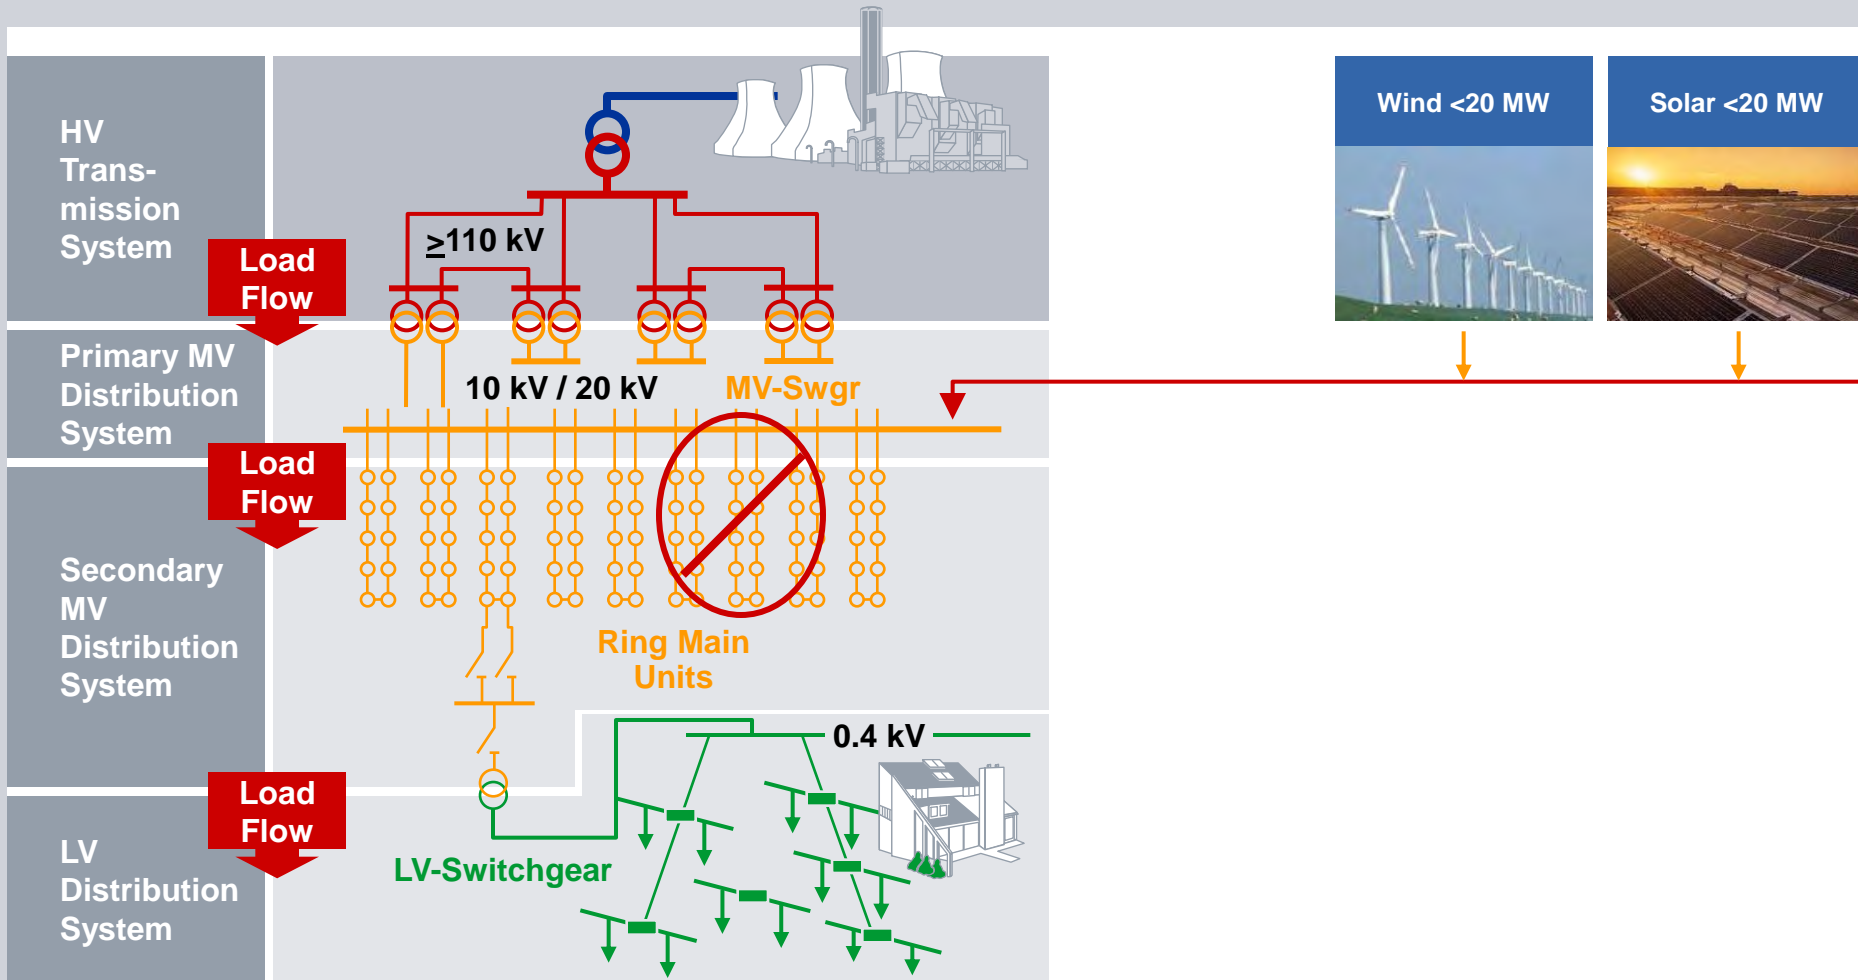 HV
Trans-
mission
System
Load
Flow
≥110 kV
Wind <20 MW
Solar <20 MW
Primary MV
Distribution
System
10 kV / 20 kV
MV-Swgr
Load
Flow
Secondary
MV
Distribution
System
Ring Main
Units
0.4 kV
Load
Flow
LV
Distribution
System
LV-Switchgear